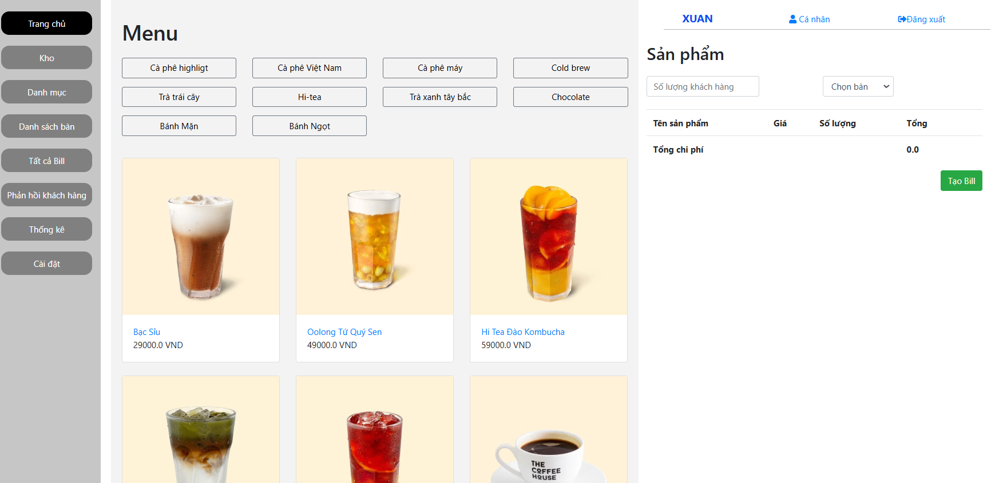 Trang chủ
Kho
Danh mục
Danh sách bàn
Tất cả Bill
Phản hồi khách hàng
Thống kê
Cài đặt
Menu
Cà phê highligt
Cà phê Việt Nam
Cà phê máy
Cold brew
Trà trái cây
Hi-tea
Trà xanh tây bắc
Chocolate
Bánh Mặn
Bánh Ngọt
Bạc Sỉu
29000.0 VND
Oolong Tứ Quý Sen
49000.0 VND
Hi Tea Đào Kombucha
59000.0 VND
THE
COFFEE
HOUSE
XUAN
Cá nhân
Đăng xuất
Sản phẩm
Số lượng khách hàng
Chọn bàn
Tên sản phẩm Giá Số lượng Tổng
Tổng chi phí 0.0
Tạo Bill